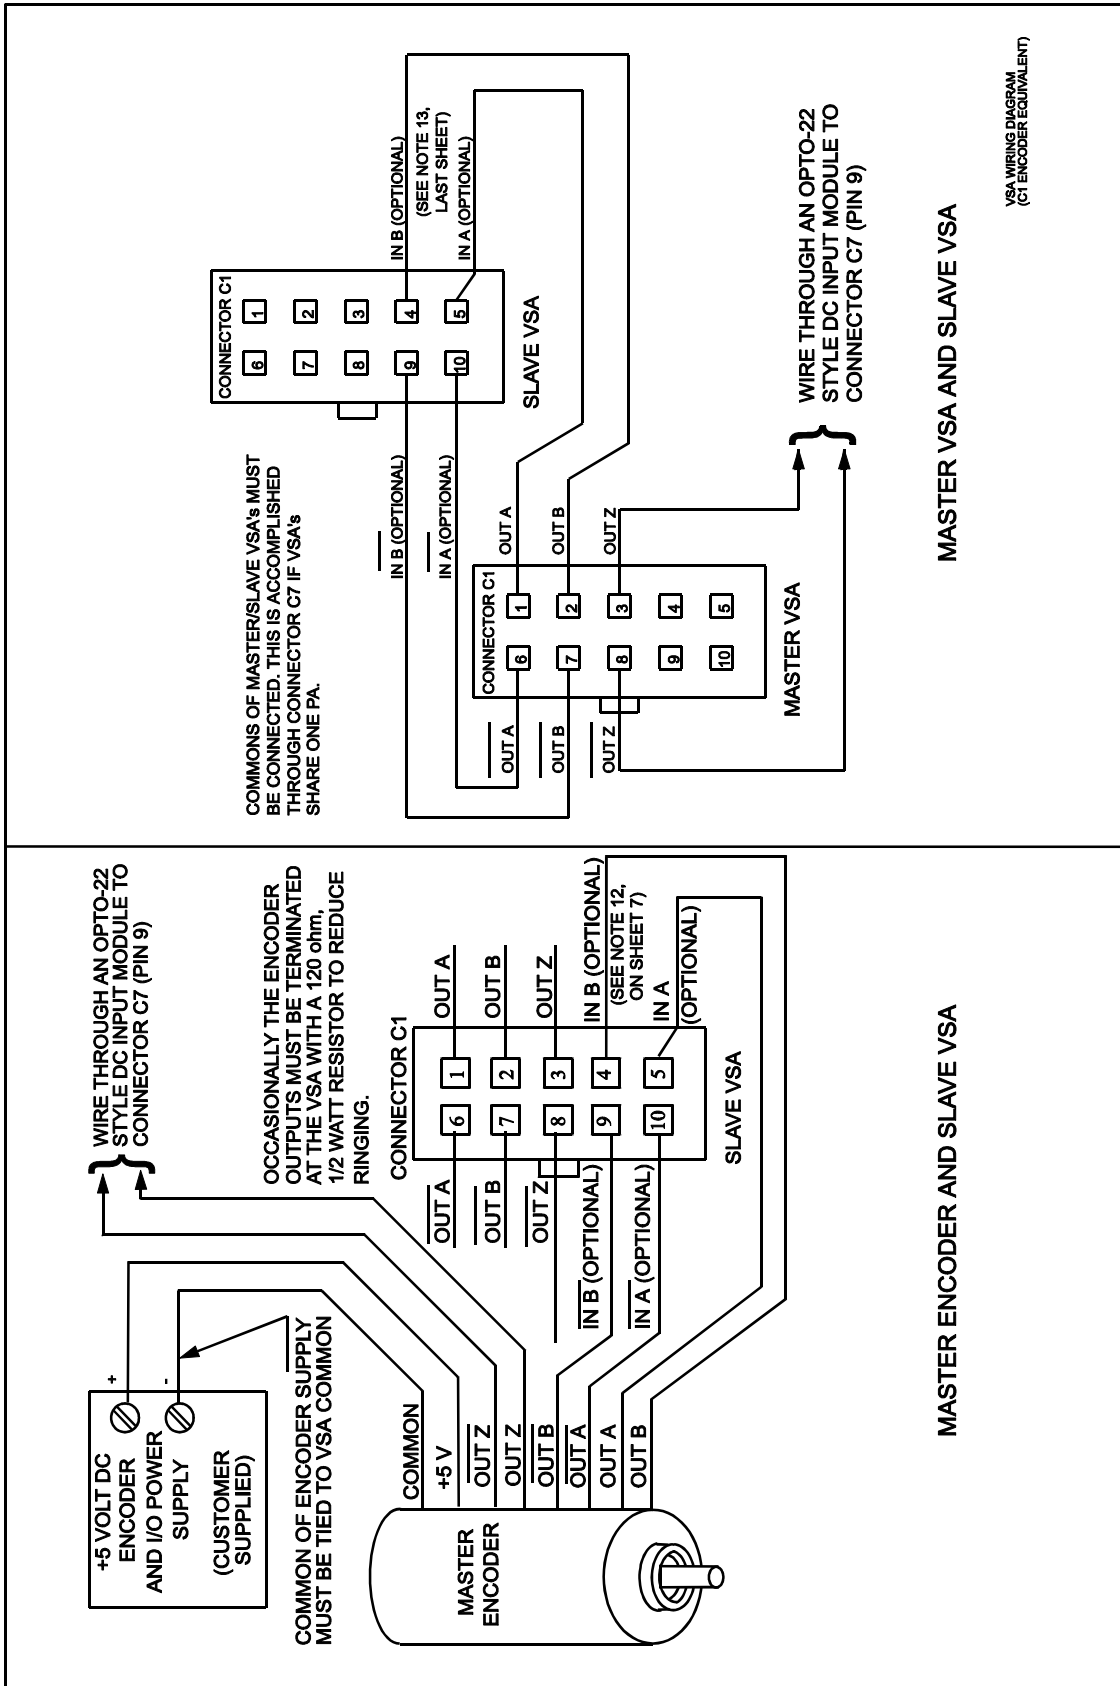 +5 VOLT DC
ENCODER
AND I/O POWER
SUPPLY
(CUSTOMER
SUPPLIED)
+
-
COMMON OF ENCODER SUPPLY
MUST BE TIED TO VSA COMMON
MASTER
ENCODER
COMMON
+5 V
OUT Z
OUT Z
OUT B
OUT A
OUT A
OUT B
WIRE THROUGH AN OPTO-22
STYLE DC INPUT MODULE TO
CONNECTOR C7 (PIN 9)
OCCASIONALLY THE ENCODER
OUTPUTS MUST BE TERMINATED
AT THE VSA WITH A 120 ohm,
1/2 WATT RESISTOR TO REDUCE
RINGING.
CONNECTOR C1
OUT A
6
1
OUT A
OUT B
7
2
OUT B
OUT Z
8
3
OUT Z
IN B (OPTIONAL)
9
4
IN B (OPTIONAL)
(SEE NOTE 12,
ON SHEET 7)
IN A (OPTIONAL)
10
5
IN A
(OPTIONAL)
SLAVE VSA
MASTER ENCODER AND SLAVE VSA
COMMONS OF MASTER/SLAVE VSA's MUST
BE CONNECTED. THIS IS ACCOMPLISHED
THROUGH CONNECTOR C7 IF VSA's
SHARE ONE PA.
CONNECTOR C1
6
1
7
2
8
3
IN B (OPTIONAL)
9
4
IN B (OPTIONAL)
(SEE NOTE 13,
LAST SHEET)
IN A (OPTIONAL)
10
5
IN A (OPTIONAL)
SLAVE VSA
CONNECTOR C1
OUT A
6
1
OUT A
OUT B
7
2
OUT B
OUT Z
8
3
OUT Z
9
4
10
5
MASTER VSA
WIRE THROUGH AN OPTO-22
STYLE DC INPUT MODULE TO
CONNECTOR C7 (PIN 9)
MASTER VSA AND SLAVE VSA
VSA WIRING DIAGRAM
(C1 ENCODER EQUIVALENT)